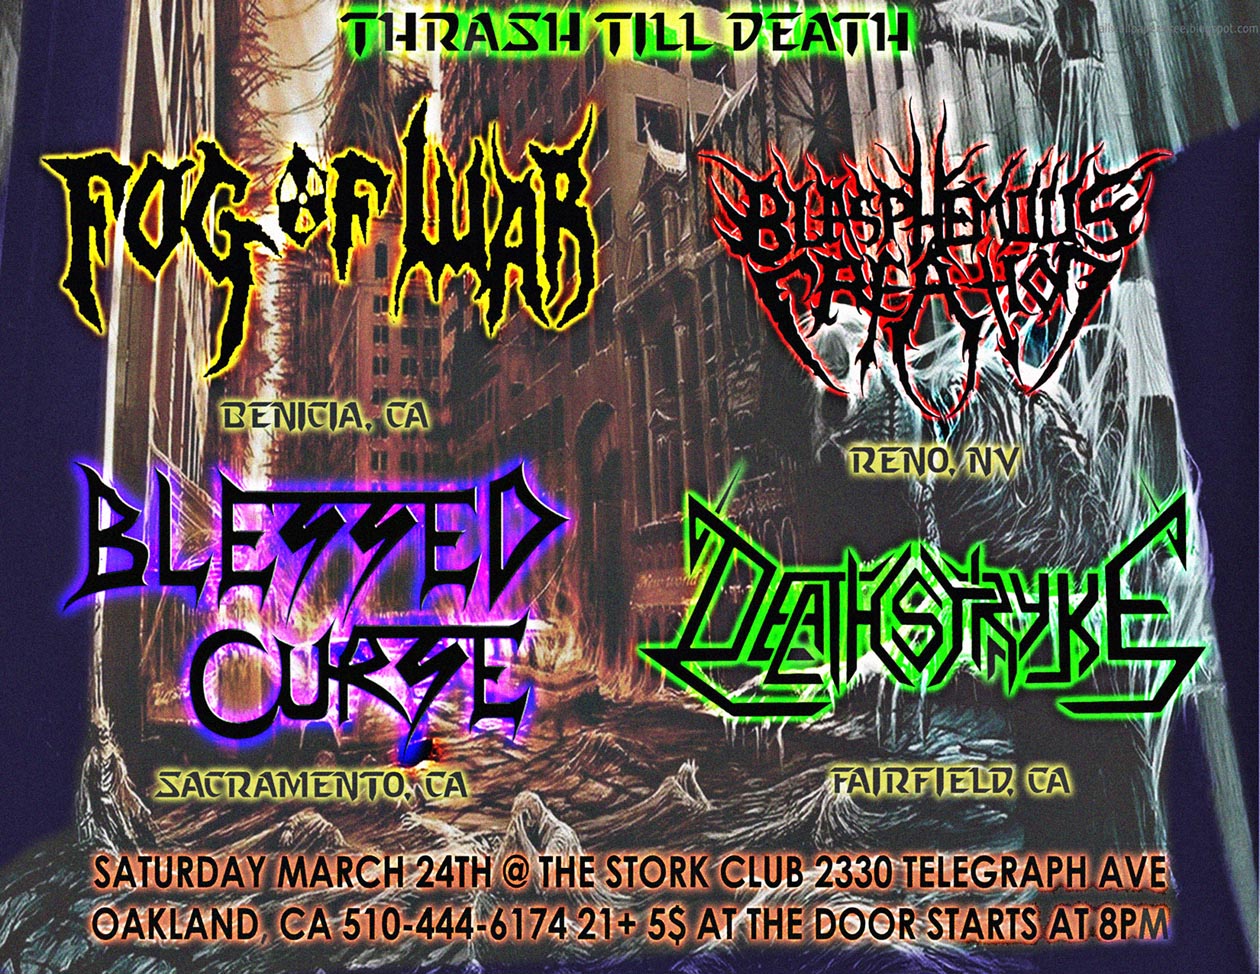 THRASH TILL DEATH
FOG OF WAR
BENICIA, CA
BLASPHEMOUS
CREATION
RENO, NV
BLESSED
CURSE
SACRAMENTO, CA
DEATHSTRYKE
FAIRFIELD, CA
SATURDAY MARCH 24TH @ THE STORK CLUB 2330 TELEGRAPH AVE
OAKLAND, CA 510-444-6174 21+ 5$ AT THE DOOR STARTS AT 8PM